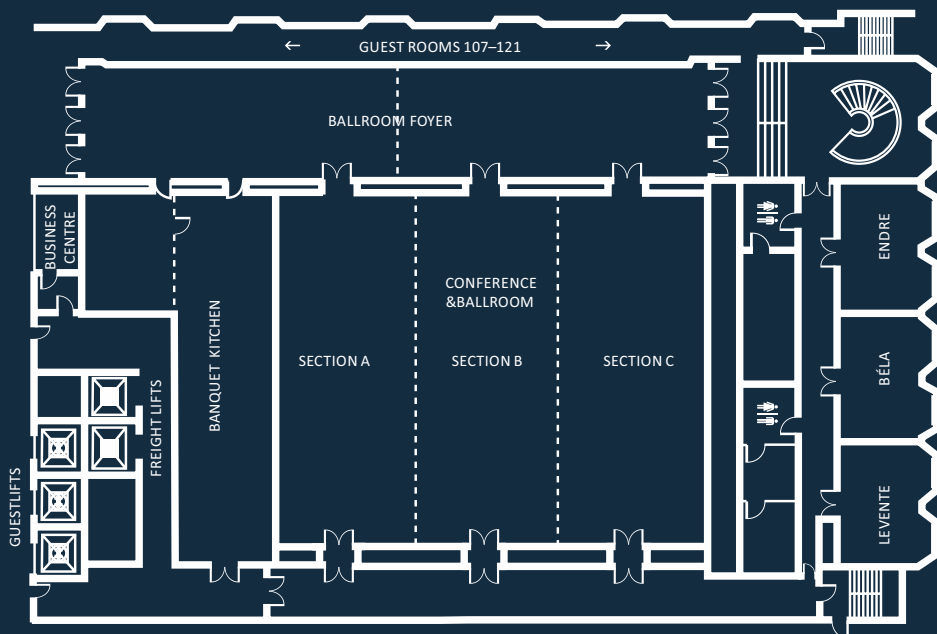 ← GUEST ROOMS 107–121 →
BALLROOM FOYER
BUSINESS
CENTRE
CONFERENCE
&BALLROOM
SECTION A
SECTION B
SECTION C
BANQUET KITCHEN
FREIGHT LIFTS
GUESTLIFTS
ENDRE
BÉLA
LEVENTE